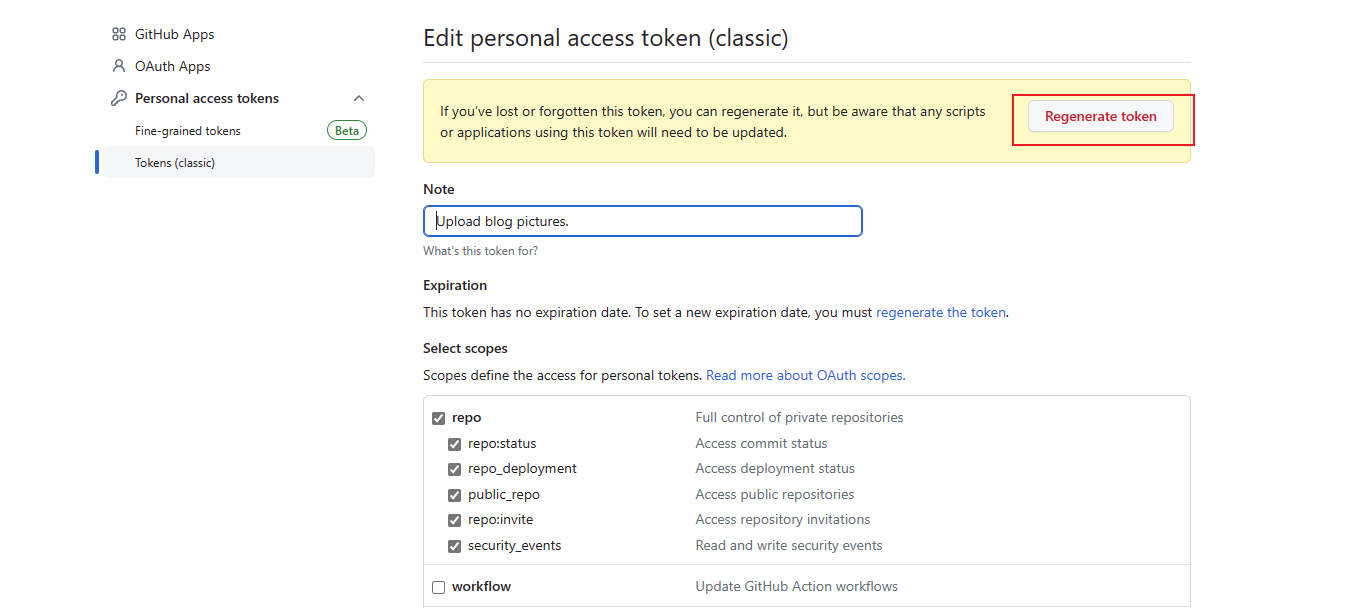 GitHub Apps
OAuth Apps
Personal access tokens
Fine-grained tokens Beta
Tokens (classic)
Edit personal access token (classic)
If you've lost or forgotten this token, you can regenerate it, but be aware that any scripts
or applications using this token will need to be updated.
Regenerate token
Note
Upload blog pictures.
What's this token for?
Expiration
This token has no expiration date. To set a new expiration date, you must regenerate the token.
Select scopes
Scopes define the access for personal tokens. Read more about OAuth scopes.
repo Full control of private repositories
repo:status Access commit status
repo_deployment Access deployment status
public_repo Access public repositories
repo:invite Access repository invitations
security_events Read and write security events
workflow Update GitHub Action workflows